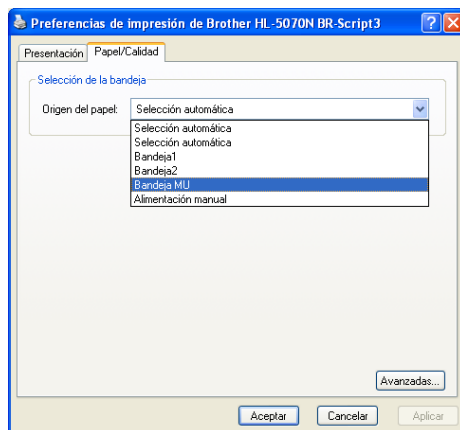 Preferencias de impresión de Brother HL-5070N BR-Script3
Presentación Papel/Calidad
Selección de la bandeja
Origen del papel: Selección automática
Selección automática
Selección automática
Bandeja1
Bandeja2
Bandeja MU
Alimentación manual
Avanzadas...
Aceptar Cancelar Aplicar